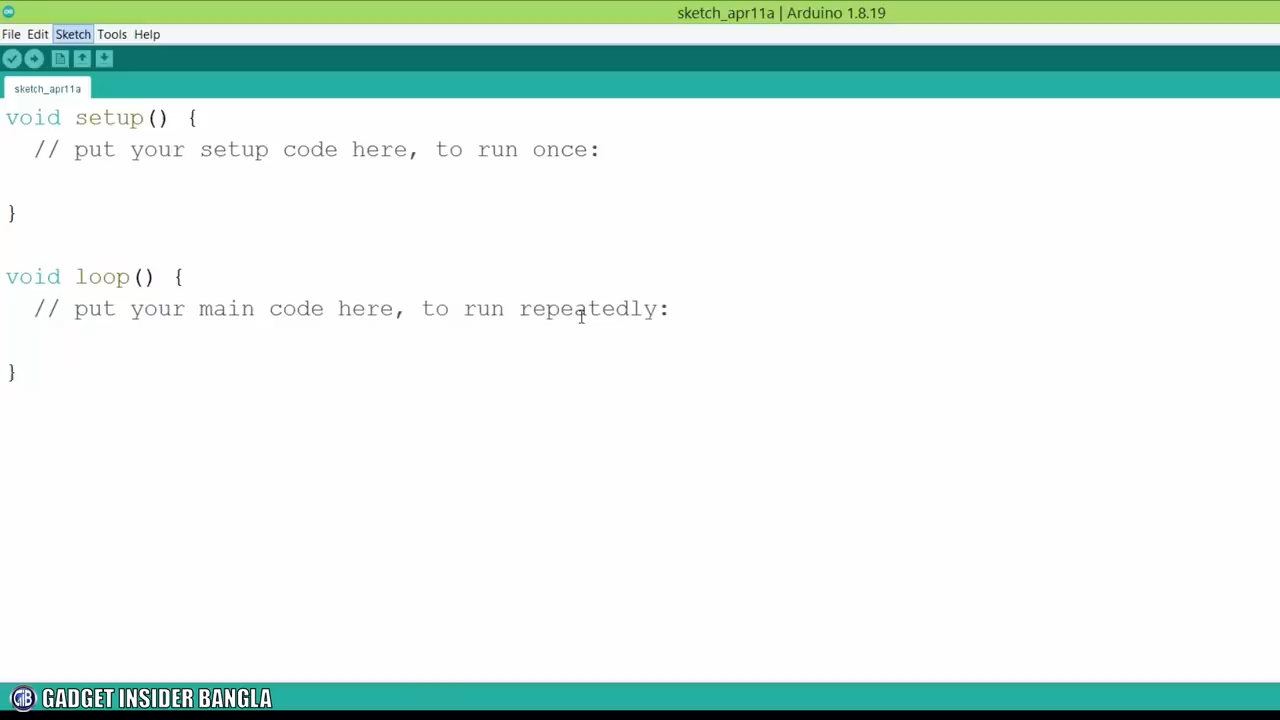 sketch_apr11a | Arduino 1.8.19
File Edit Sketch Tools Help
sketch_apr11a
void setup() {
  // put your setup code here, to run once:
}
void loop() {
  // put your main code here, to run repeatedly:
}
GIB GADGET INSIDER BANGLA